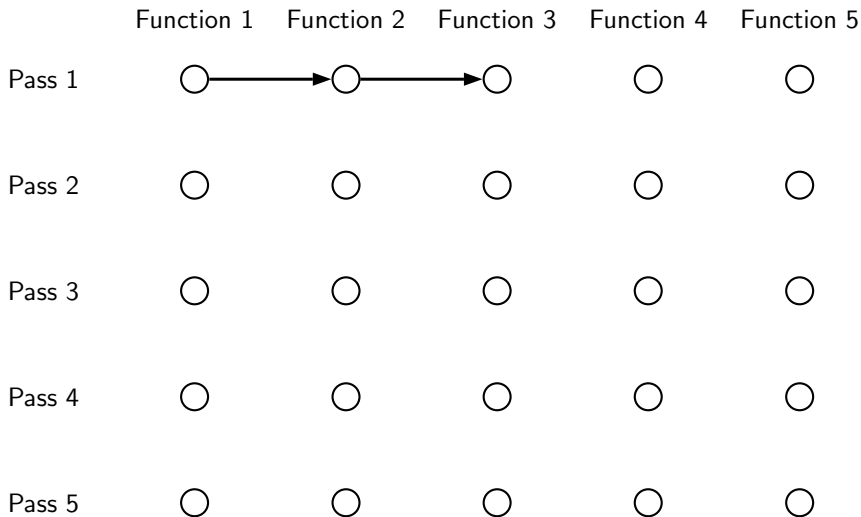 Function 1 Function 2 Function 3 Function 4 Function 5
Pass 1
Pass 2
Pass 3
Pass 4
Pass 5